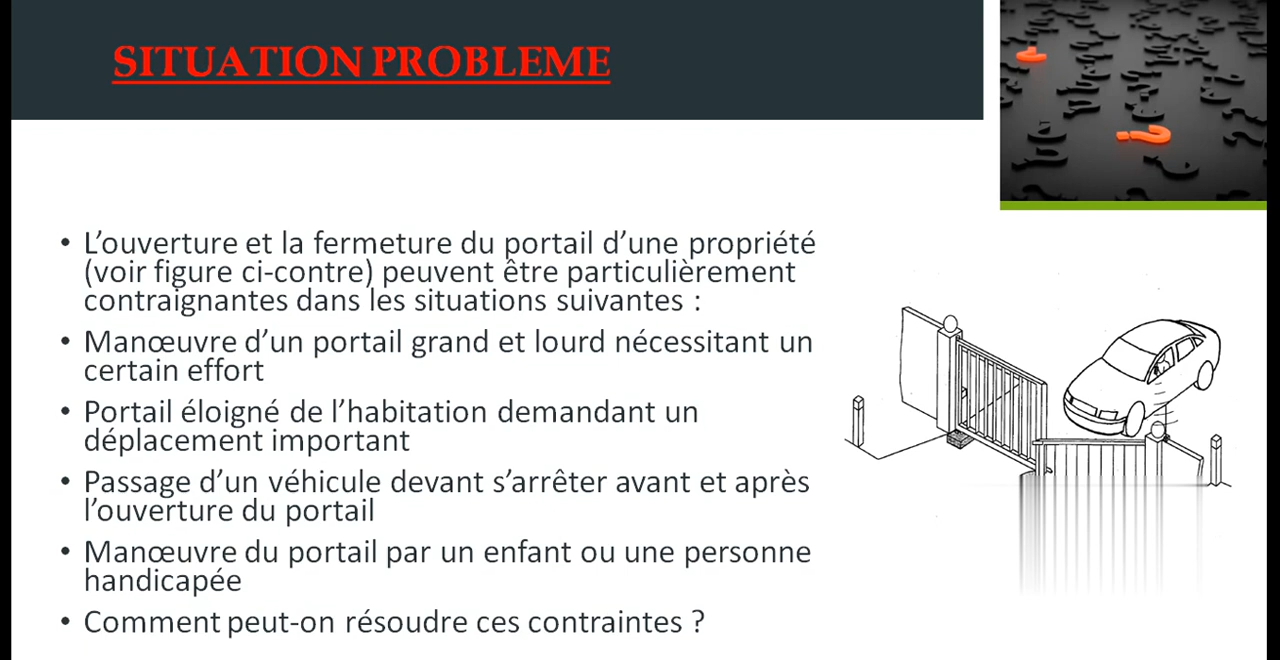 SITUATION PROBLEME
• L’ouverture et la fermeture du portail d’une propriété
(voir figure ci-contre) peuvent être particulièrement
contraignantes dans les situations suivantes :
• Manœuvre d’un portail grand et lourd nécessitant un
certain effort
• Portail éloigné de l’habitation demandant un
déplacement important
• Passage d’un véhicule devant s’arrêter avant et après
l’ouverture du portail
• Manœuvre du portail par un enfant ou une personne
handicapée
• Comment peut-on résoudre ces contraintes ?